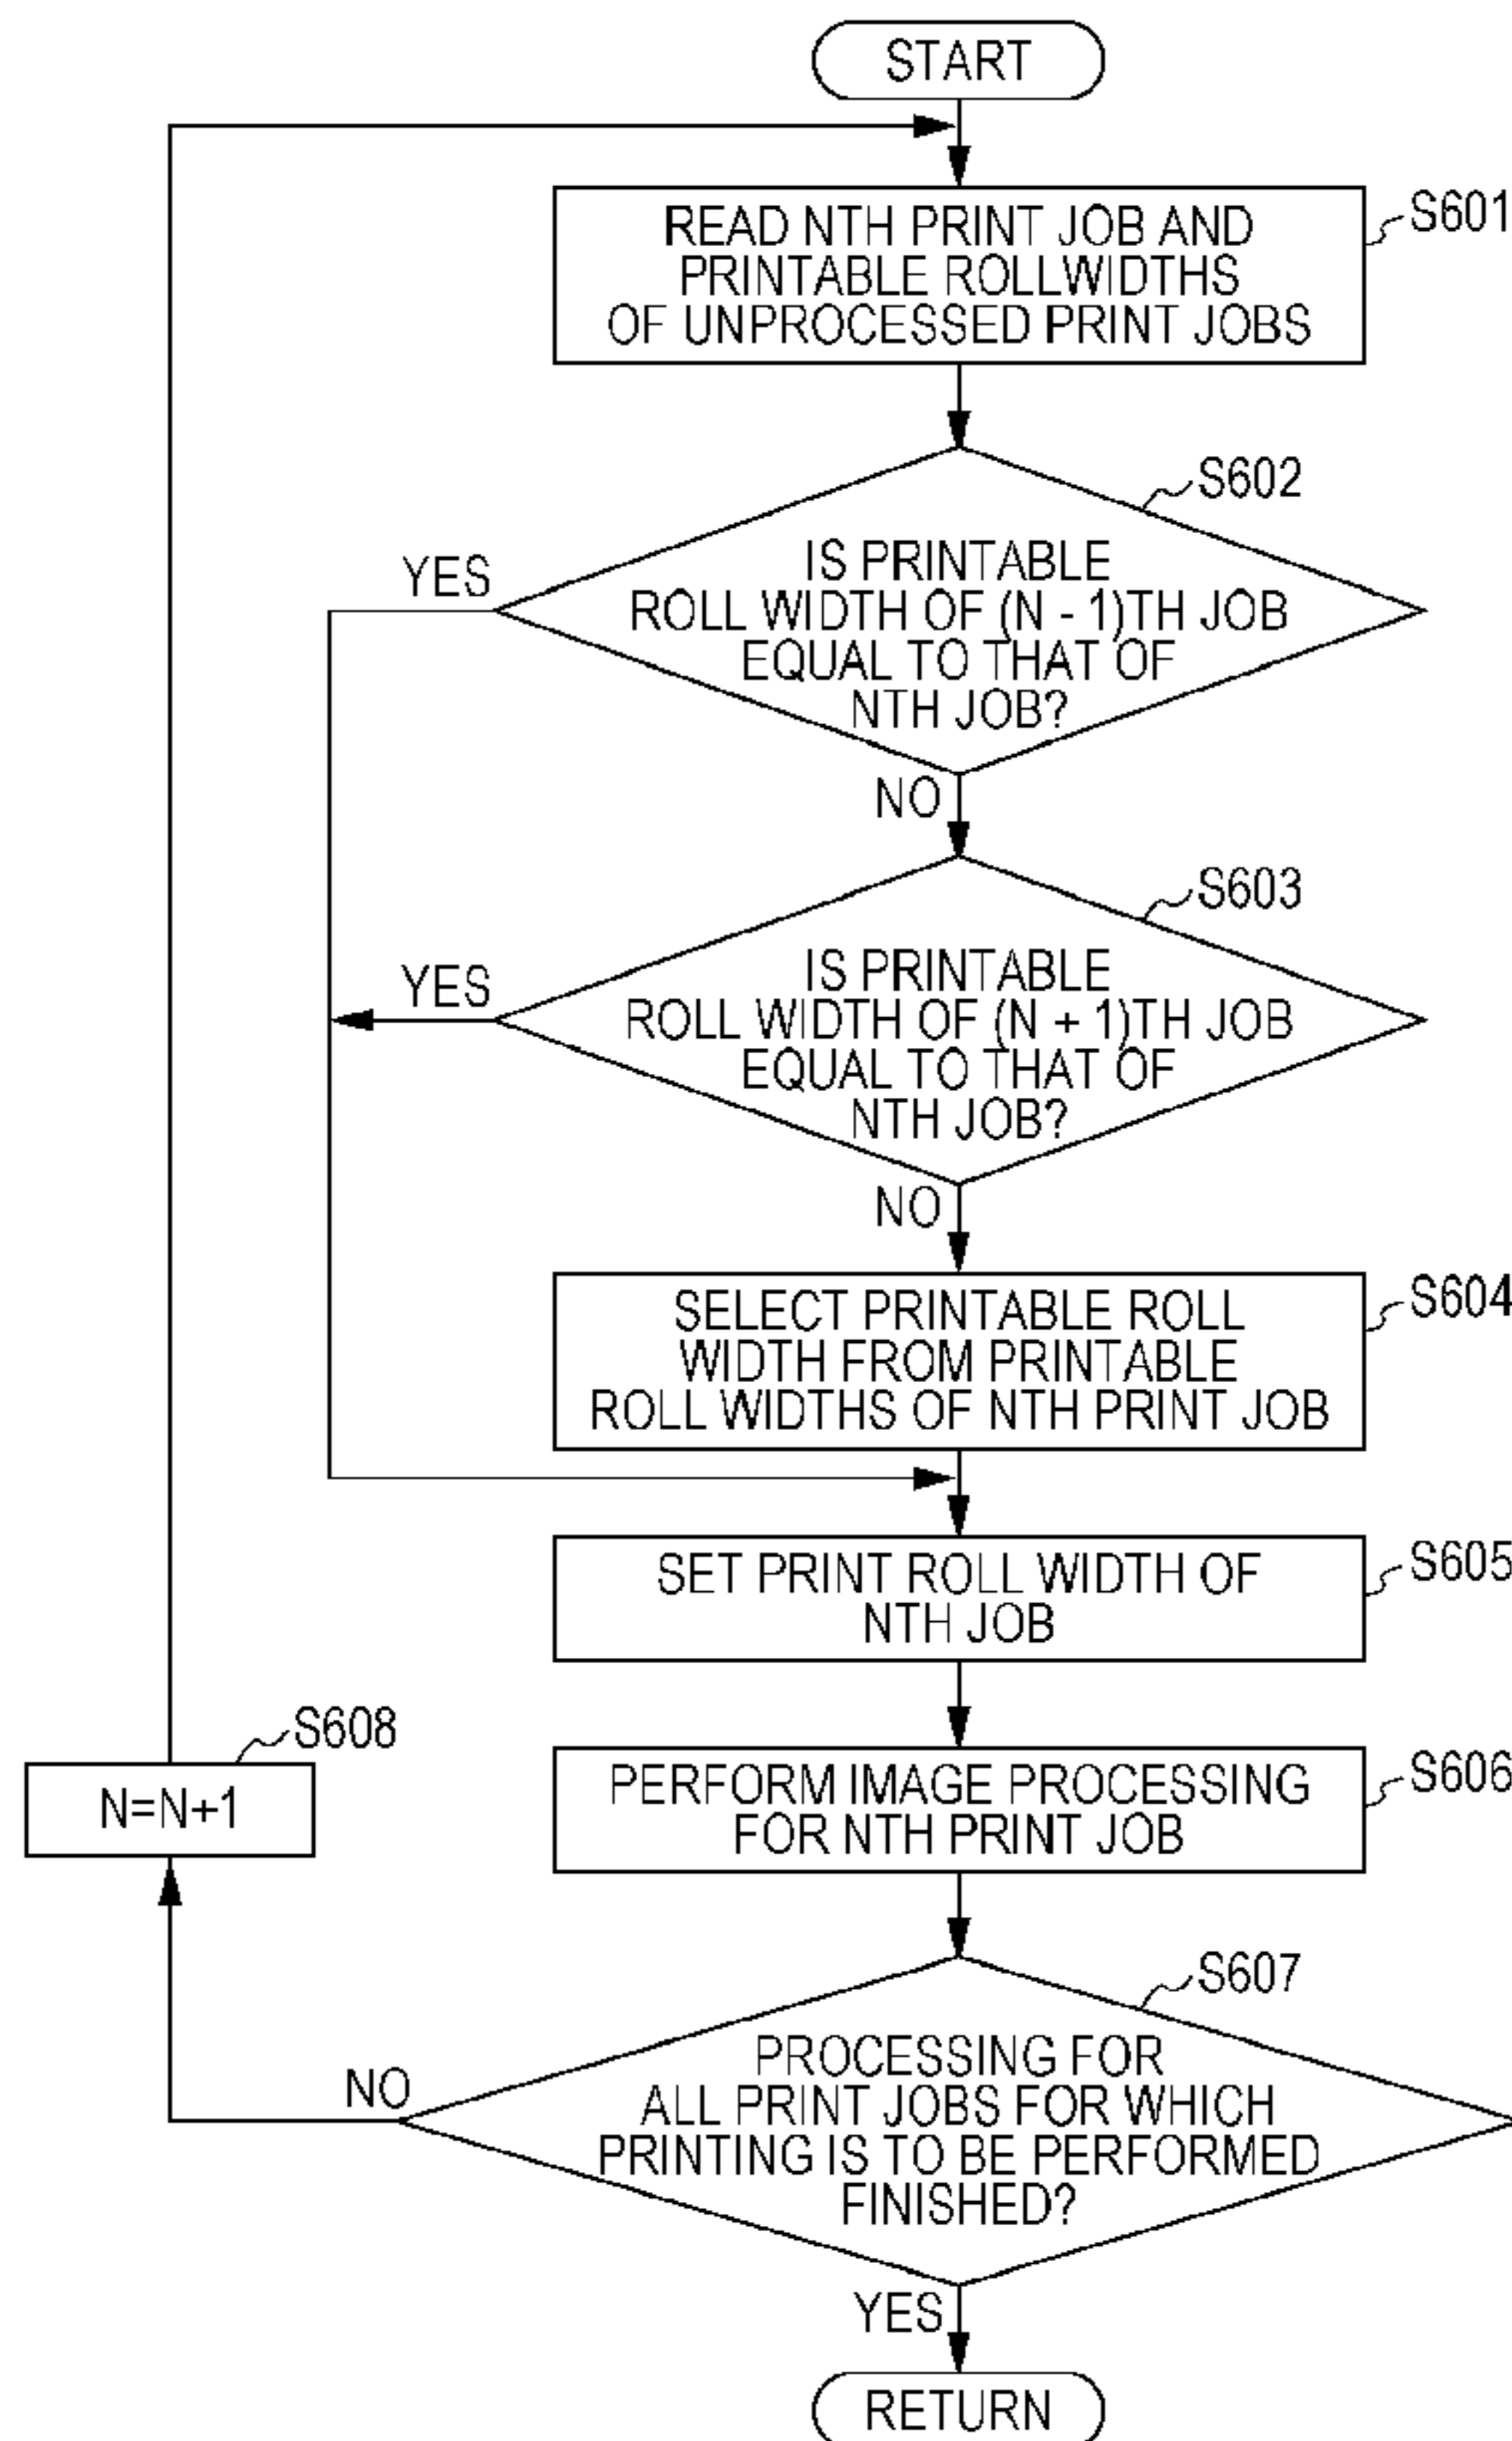 START
READ NTH PRINT JOB AND
PRINTABLE ROLLWIDTHS
OF UNPROCESSED PRINT JOBS
S601
S602
YES
IS PRINTABLE
ROLL WIDTH OF (N - 1)TH JOB
EQUAL TO THAT OF
NTH JOB?
NO
S603
YES
IS PRINTABLE
ROLL WIDTH OF (N + 1)TH JOB
EQUAL TO THAT OF
NTH JOB?
NO
SELECT PRINTABLE ROLL
WIDTH FROM PRINTABLE
ROLL WIDTHS OF NTH PRINT JOB
S604
SET PRINT ROLL WIDTH OF
NTH JOB
S605
S608
N=N+1
PERFORM IMAGE PROCESSING
FOR NTH PRINT JOB
S606
S607
NO
PROCESSING FOR
ALL PRINT JOBS FOR WHICH
PRINTING IS TO BE PERFORMED
FINISHED?
YES
RETURN